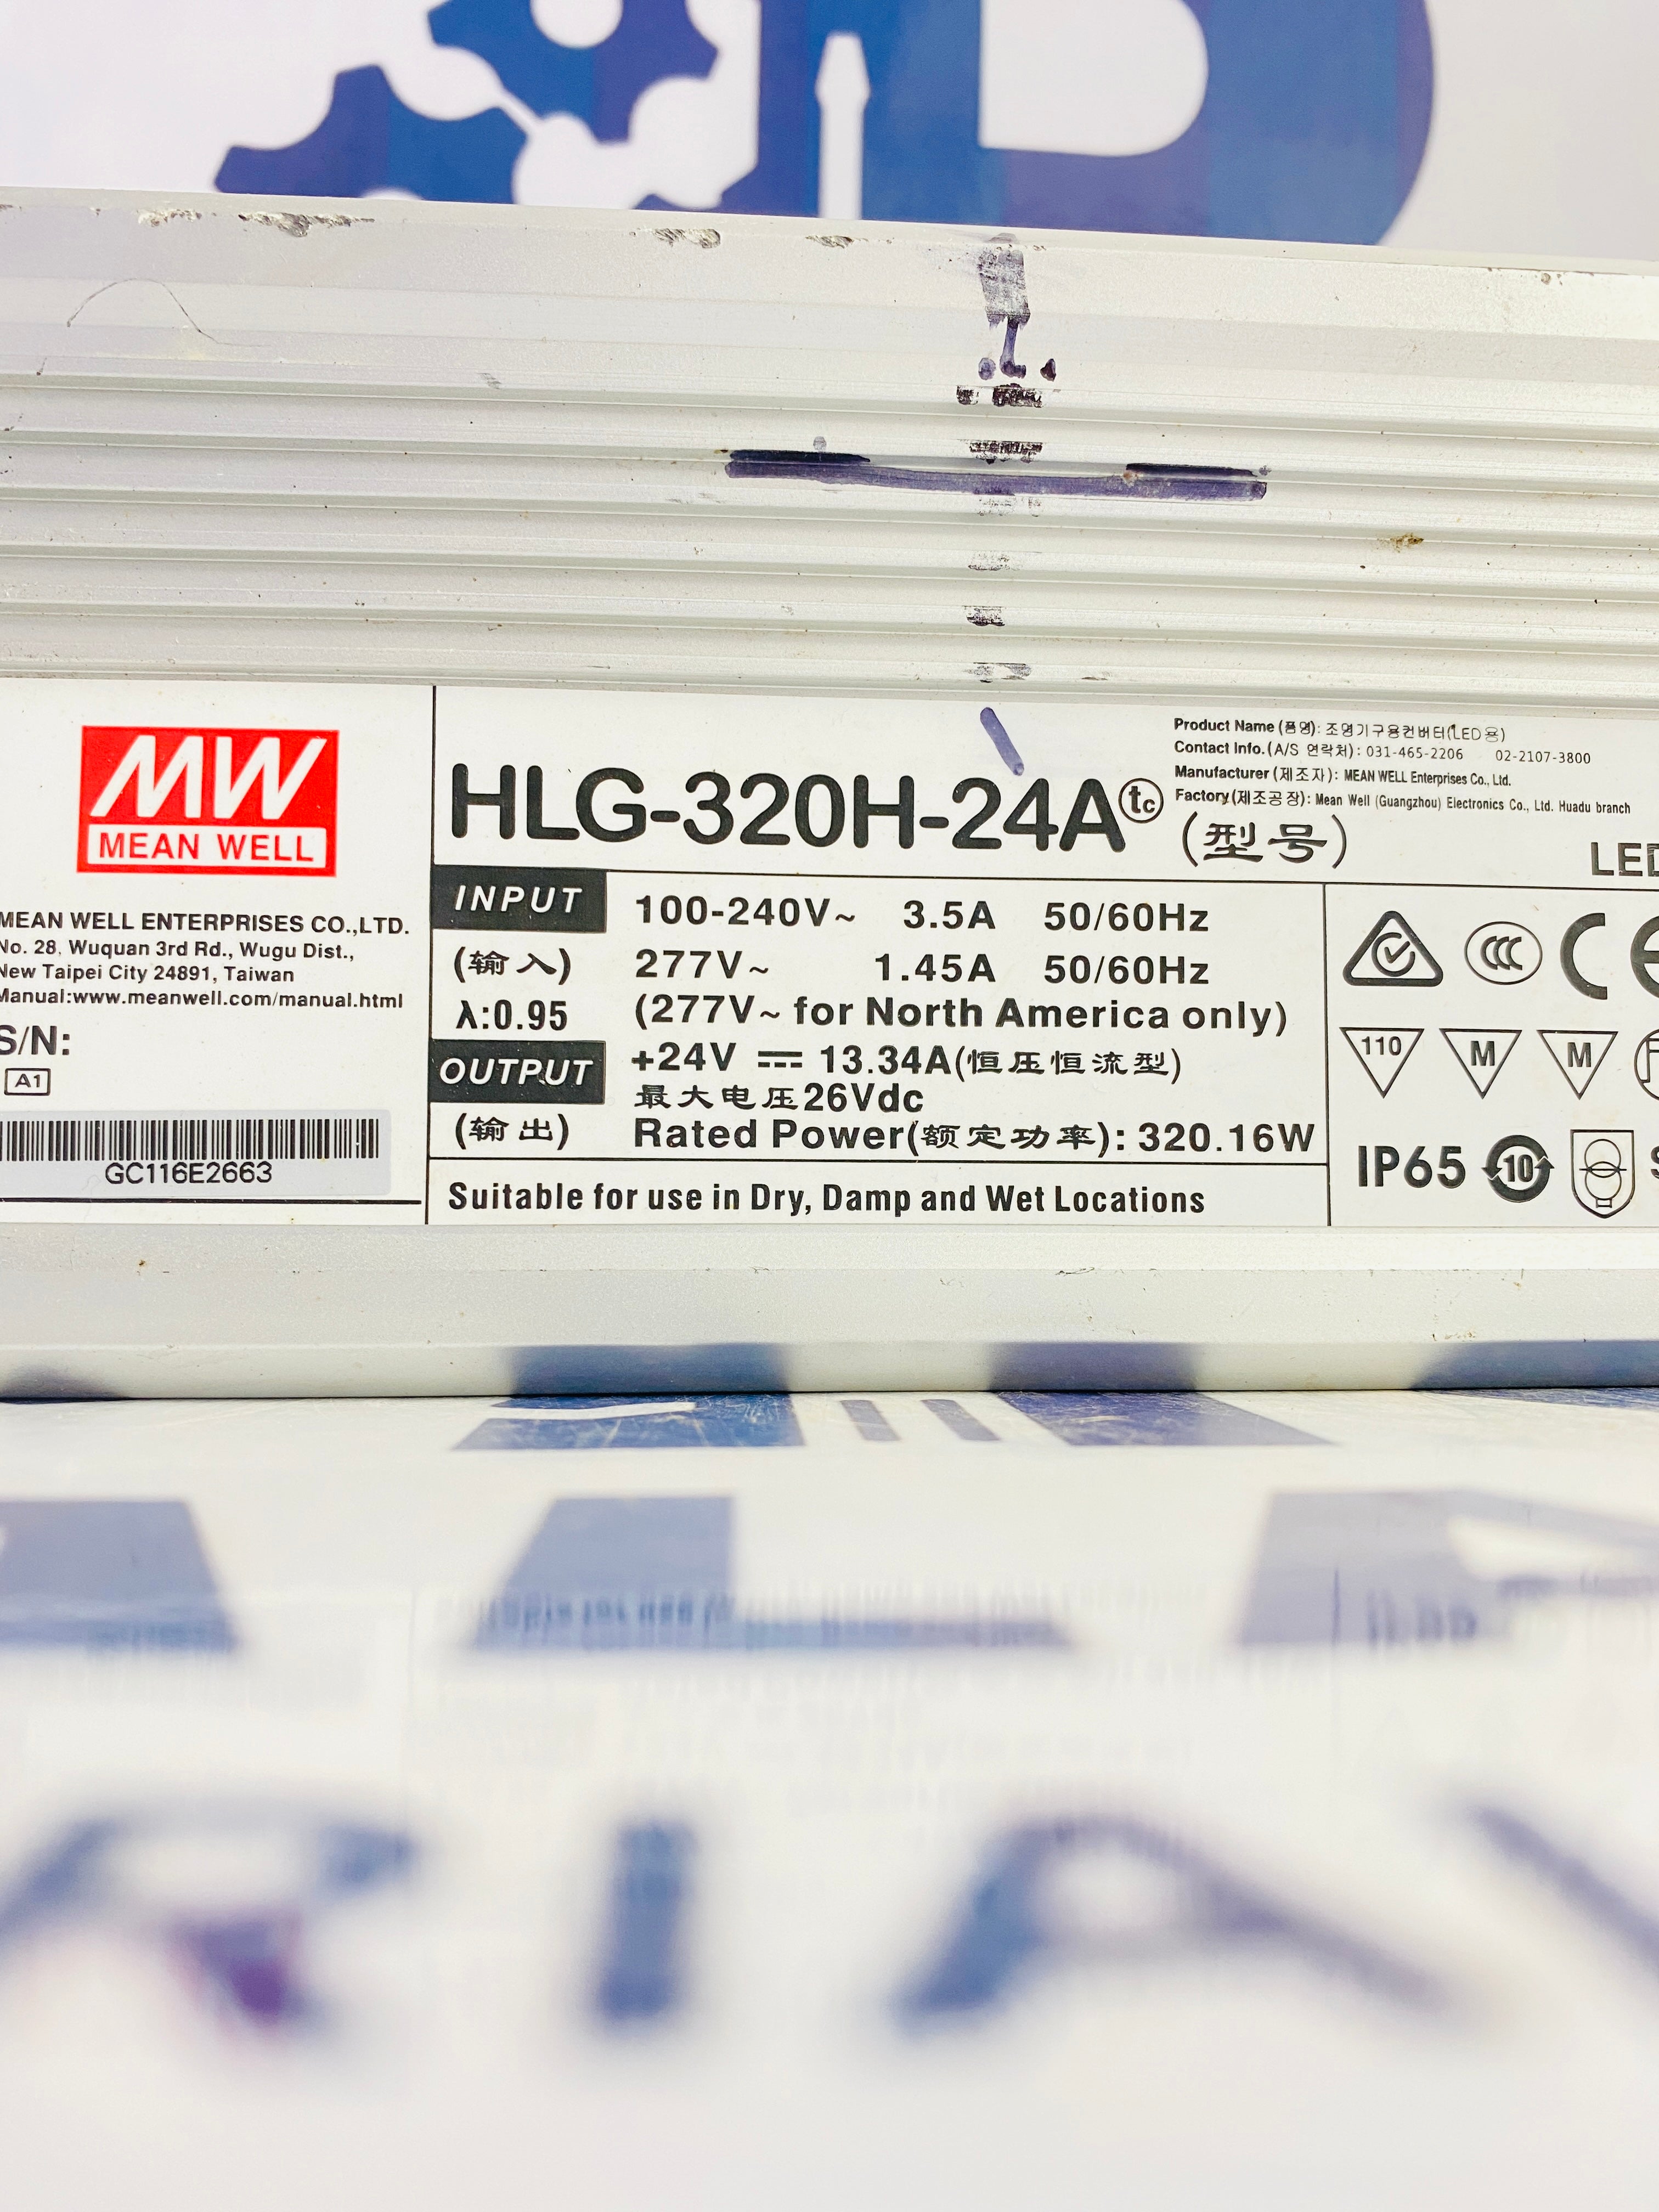 MW
MEAN WELL
MEAN WELL ENTERPRISES CO.,LTD.
No. 28, Wuquan 3rd Rd., Wugu Dist.,
New Taipei City 24891, Taiwan
Manual:www.meanwell.com/manual.html
S/N:
A1
GC116E2663
HLG-320H-24A tc
(型号)
Product Name (품명): 조명기구용컨버터(LED용)
Contact Info.(A/S 연락처): 031-465-2206 02-2107-3800
Manufacturer (제조자): MEAN WELL Enterprises Co., Ltd.
Factory(제조공장): Mean Well (Guangzhou) Electronics Co., Ltd. Huadu branch
LED
INPUT 100-240V~ 3.5A 50/60Hz
(输入) 277V~ 1.45A 50/60Hz
λ:0.95 (277V~ for North America only)
OUTPUT +24V ⎓ 13.34A(恒压恒流型)
最大电压26Vdc
(输出) Rated Power(额定功率): 320.16W
Suitable for use in Dry, Damp and Wet Locations
CCC CE
110 M M
IP65 10